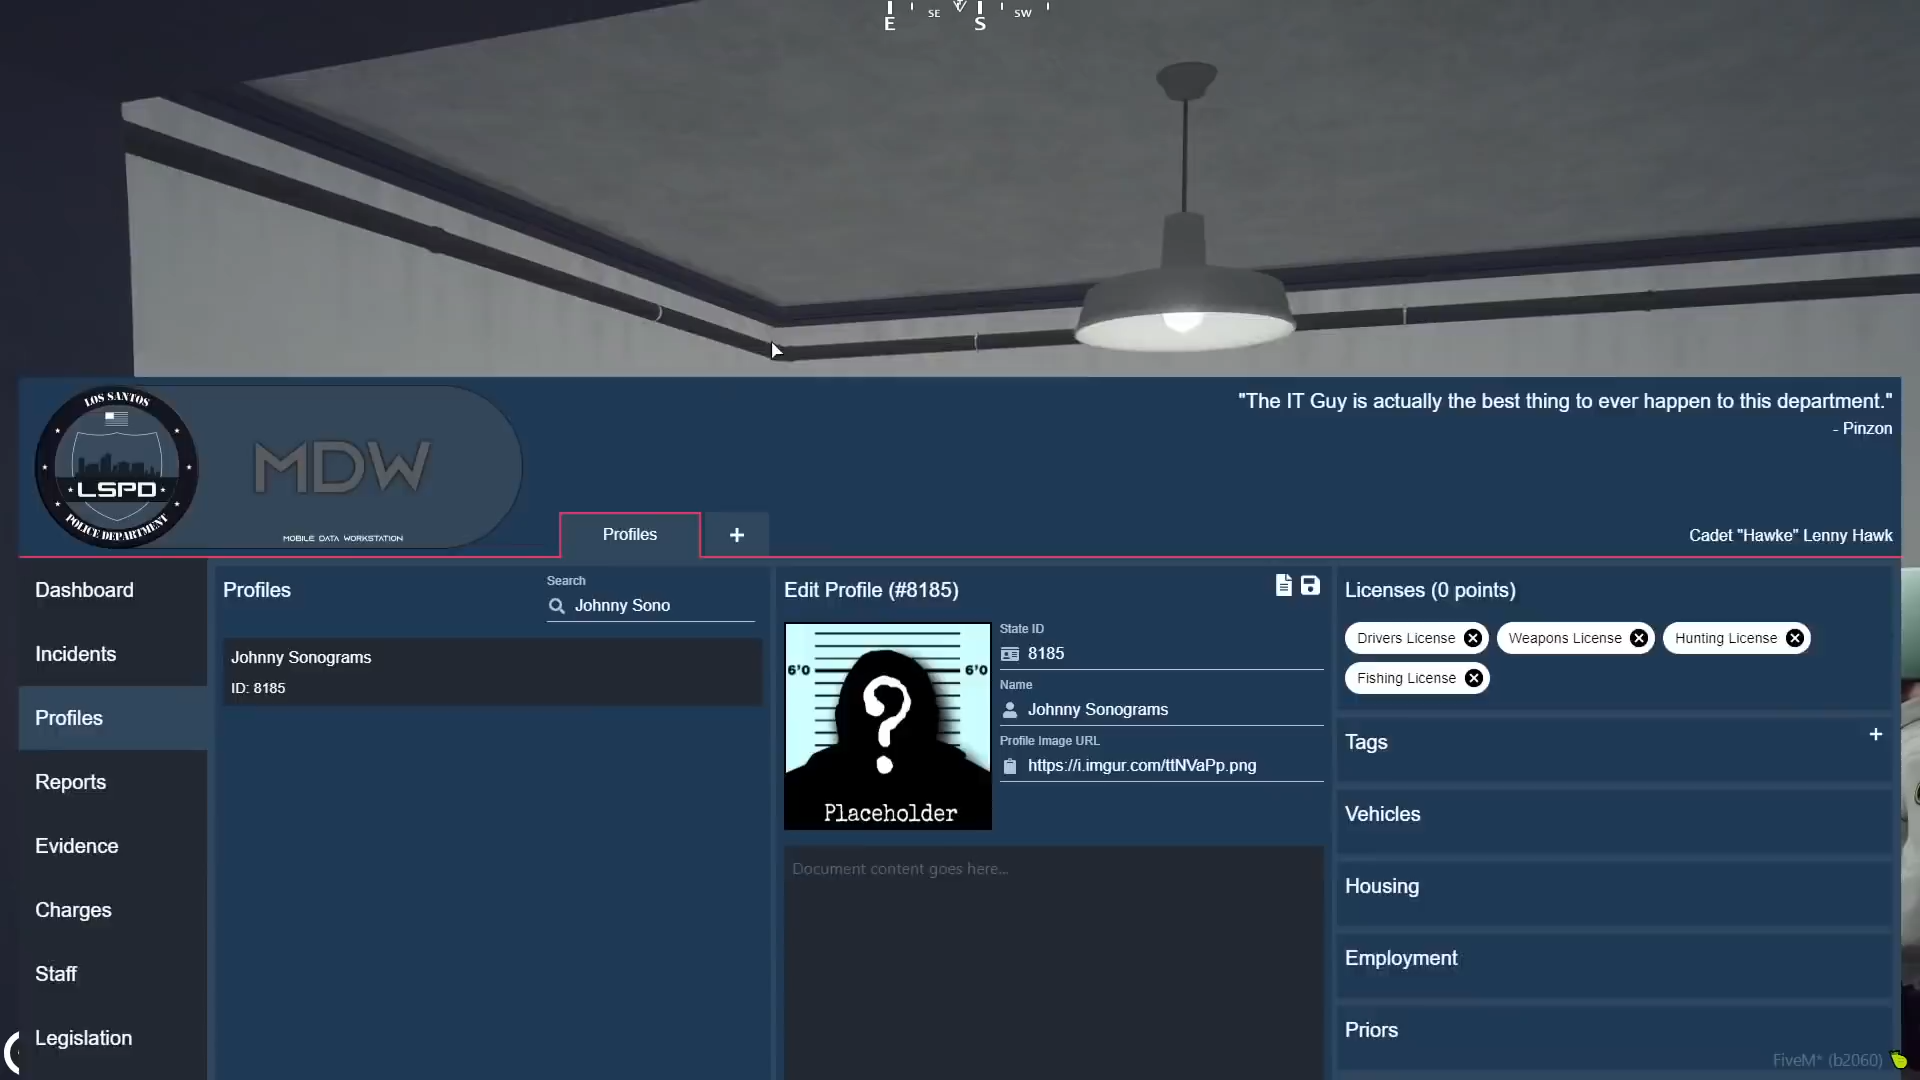 E
SE
S
SW
LOS SANTOS
LSPD
POLICE DEPARTMENT
MDW
MOBILE DATA WORKSTATION
"The IT Guy is actually the best thing to ever happen to this department."
- Pinzon
Profiles
+
Cadet "Hawke" Lenny Hawk
Dashboard
Incidents
Profiles
Reports
Evidence
Charges
Staff
Legislation
Profiles
Search
Johnny Sono
Johnny Sonograms
ID: 8185
Edit Profile (#8185)
6'0 6'0
?
Placeholder
State ID
8185
Name
Johnny Sonograms
Profile Image URL
https://i.imgur.com/ttNVaPp.png
Document content goes here...
Licenses (0 points)
Drivers License
Weapons License
Hunting License
Fishing License
Tags
+
Vehicles
Housing
Employment
Priors
FiveM* (b2060)